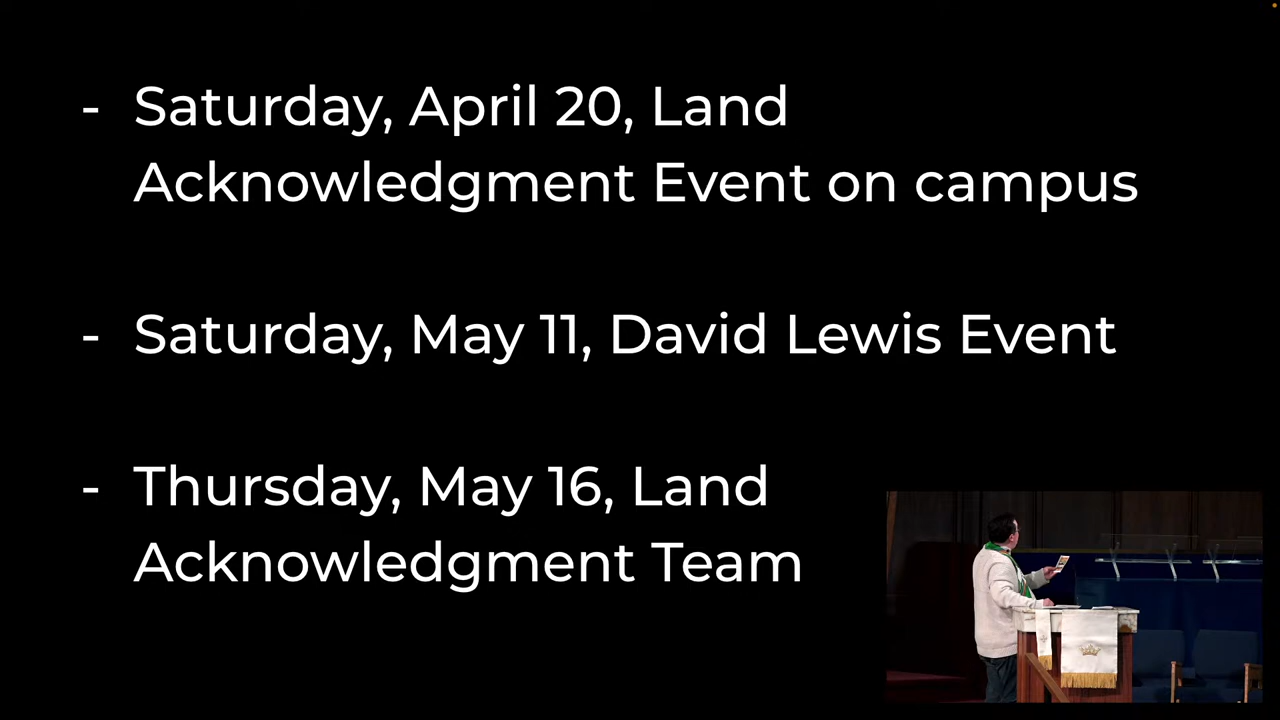 - Saturday, April 20, Land
Acknowledgment Event on campus
- Saturday, May 11, David Lewis Event
- Thursday, May 16, Land
Acknowledgment Team